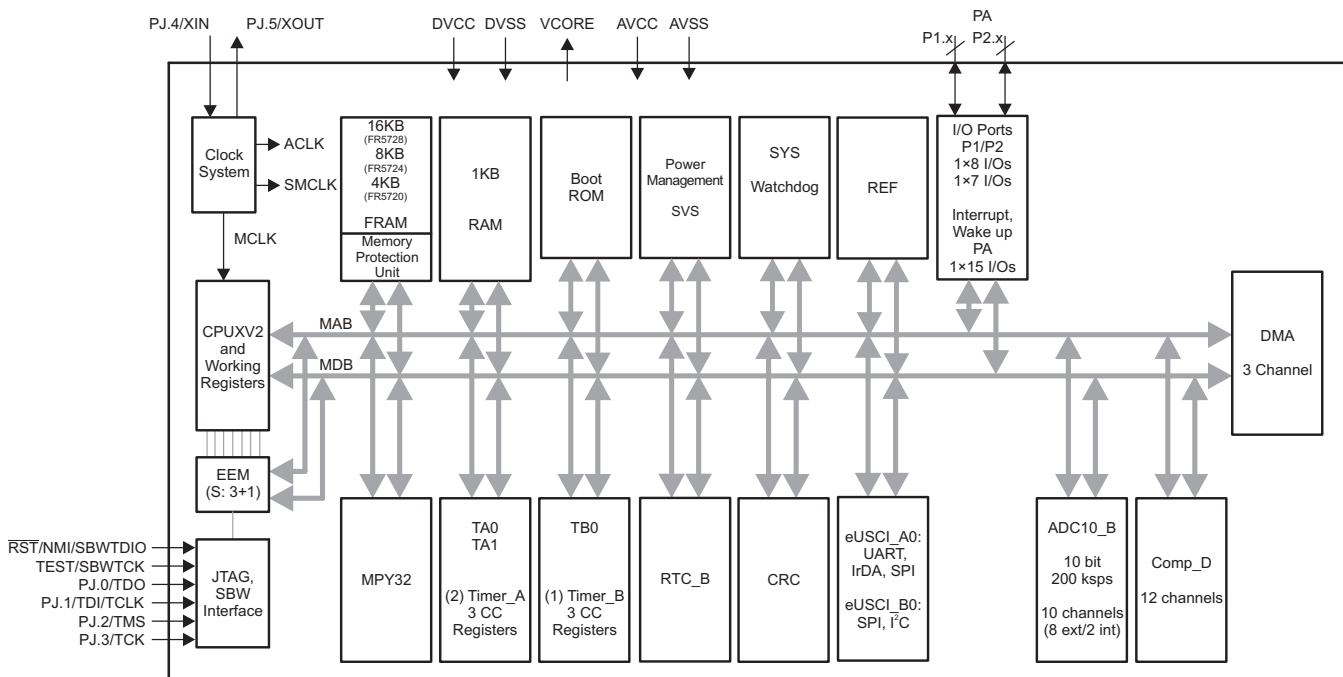 PJ.4/XIN
PJ.5/XOUT
DVCC
DVSS
VCORE
AVCC
AVSS
PA
P1.x
P2.x
Clock
System
ACLK
SMCLK
MCLK
16KB
(FR5728)
8KB
(FR5724)
4KB
(FR5720)
FRAM
Memory
Protection
Unit
1KB
RAM
Boot
ROM
Power
Management
SVS
SYS
Watchdog
REF
I/O Ports
P1/P2
1×8 I/Os
1×7 I/Os
Interrupt,
Wake up
PA
1×15 I/Os
CPUXV2
and
Working
Registers
MAB
MDB
DMA
3 Channel
EEM
(S: 3+1)
RST/NMI/SBWTDIO
TEST/SBWTCK
PJ.0/TDO
PJ.1/TDI/TCLK
PJ.2/TMS
PJ.3/TCK
JTAG,
SBW
Interface
MPY32
TA0
TA1
(2) Timer_A
3 CC
Registers
TB0
(1) Timer_B
3 CC
Registers
RTC_B
CRC
eUSCI_A0:
UART,
IrDA, SPI
eUSCI_B0:
SPI, I²C
ADC10_B
10 bit
200 ksps
10 channels
(8 ext/2 int)
Comp_D
12 channels